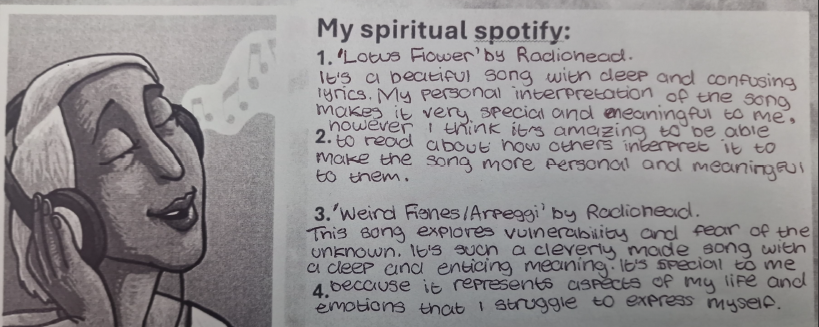 My spiritual spotify:
1. 'Lotus Flower' by Radiohead.
It's a beatiful song with deep and confusing
lyrics. My personal interpretation of the song
makes it very special and meaningful to me,
however I think it's amazing to be able
2. to read about how others interpret it to
make the song more personal and meaningful
to them.
3. 'Weird Fishes/Arpeggi' by Radiohead.
This song explores vulnerability and fear of the
unknown. It's such a cleverly made song with
a deep and enticing meaning. It's special to me
4. because it represents aspects of my life and
emotions that I struggle to express myself.